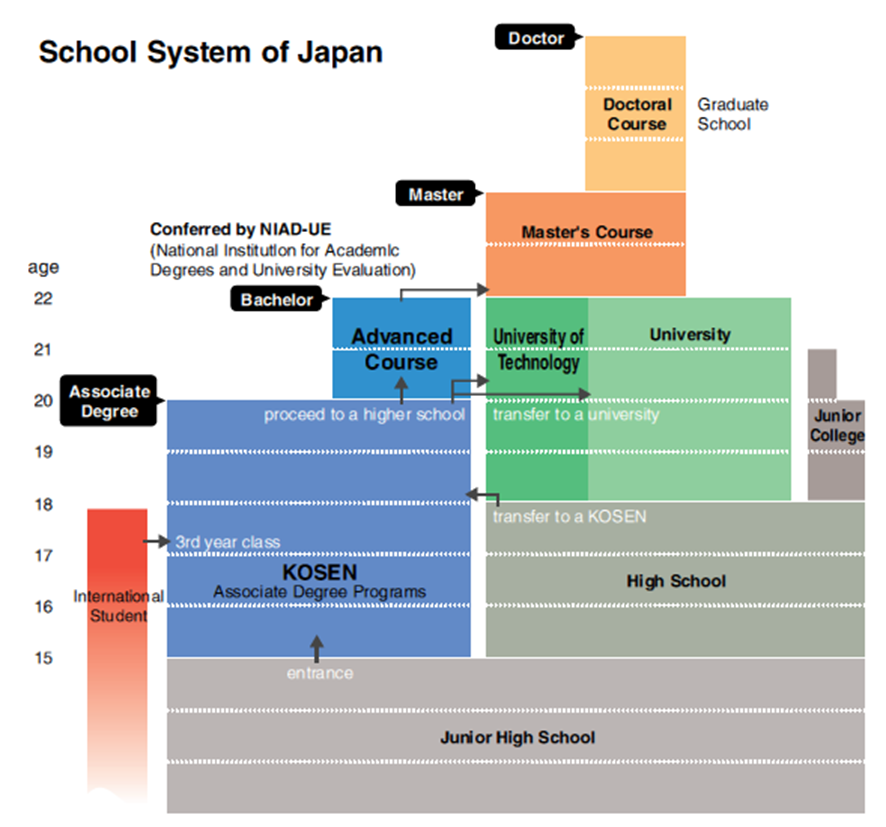 School System of Japan
Doctor
Doctoral
Course
Graduate
School
Master
Master's Course
Conferred by NIAD-UE
(National Institution for Academic
Degrees and University Evaluation)
age
22
Bachelor
Advanced
Course
University of
Technology
University
21
20
Associate
Degree
proceed to a higher school
transfer to a university
Junior
College
19
18
transfer to a KOSEN
3rd year class
17
KOSEN
Associate Degree Programs
High School
16
International
Student
15
entrance
Junior High School